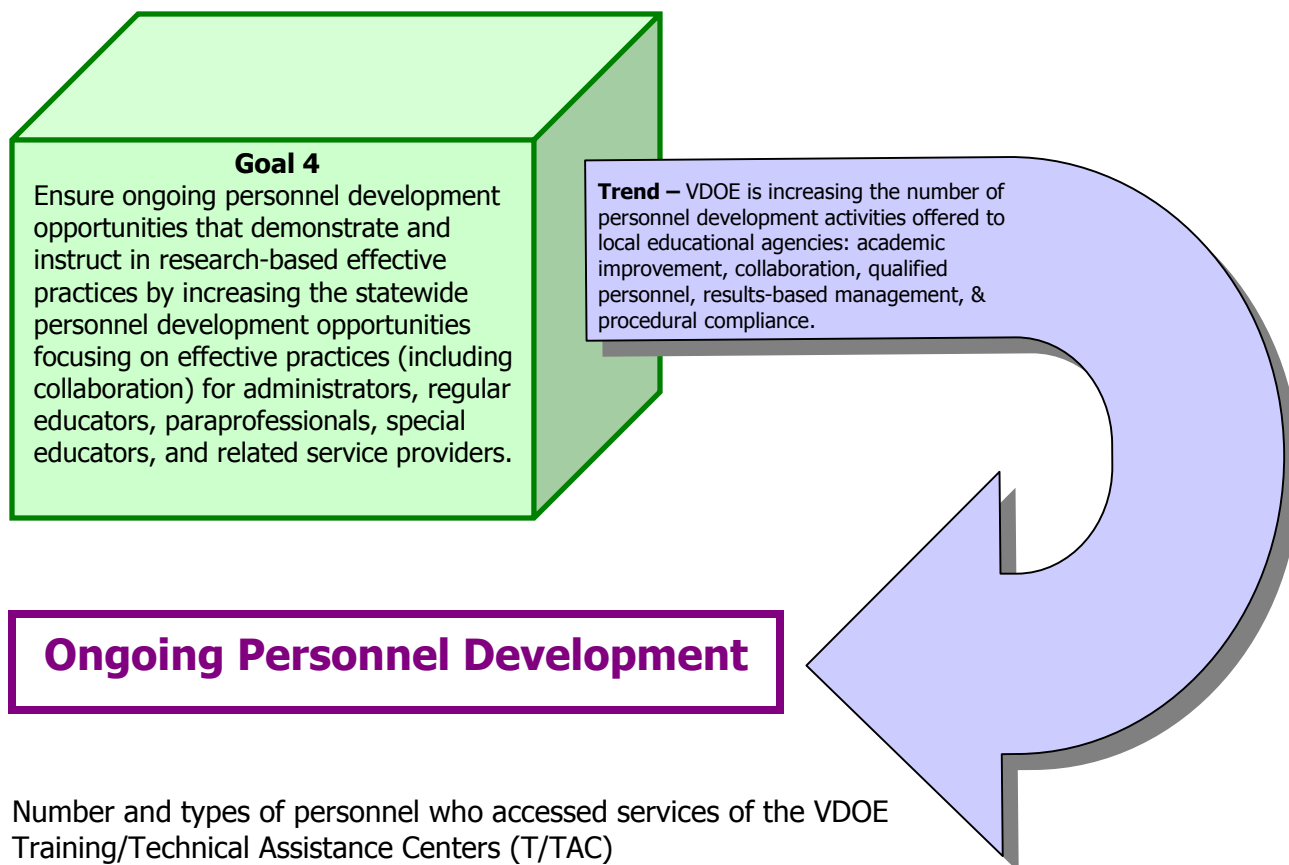 Goal 4
Ensure ongoing personnel development
opportunities that demonstrate and
instruct in research-based effective
practices by increasing the statewide
personnel development opportunities
focusing on effective practices (including
collaboration) for administrators, regular
educators, paraprofessionals, special
educators, and related service providers.
Trend – VDOE is increasing the number of
personnel development activities offered to
local educational agencies: academic
improvement, collaboration, qualified
personnel, results-based management, &
procedural compliance.
Ongoing Personnel Development
Number and types of personnel who accessed services of the VDOE
Training/Technical Assistance Centers (T/TAC)